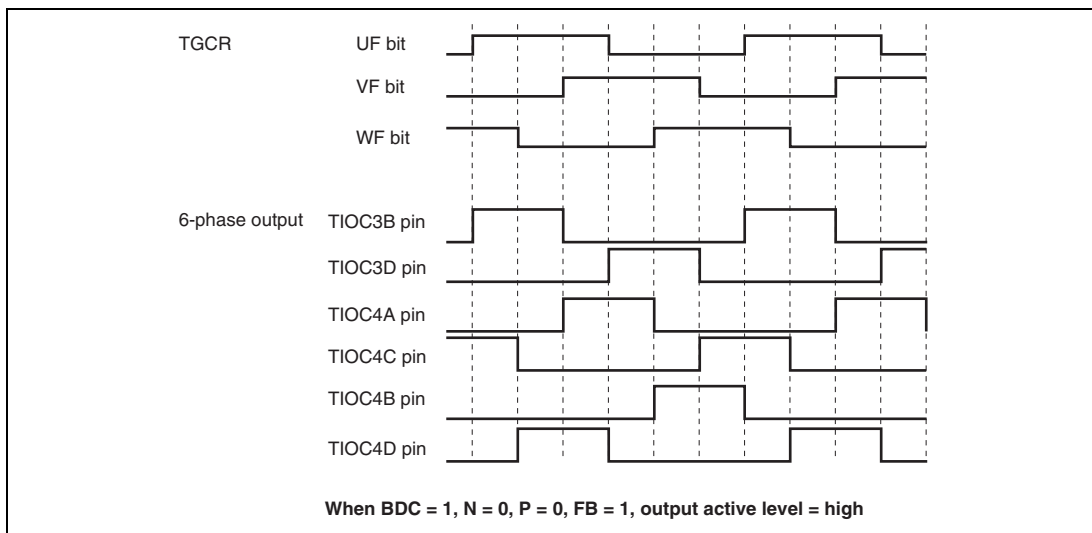 TGCR UF bit
VF bit
WF bit
6-phase output TIOC3B pin
TIOC3D pin
TIOC4A pin
TIOC4C pin
TIOC4B pin
TIOC4D pin
When BDC = 1, N = 0, P = 0, FB = 1, output active level = high